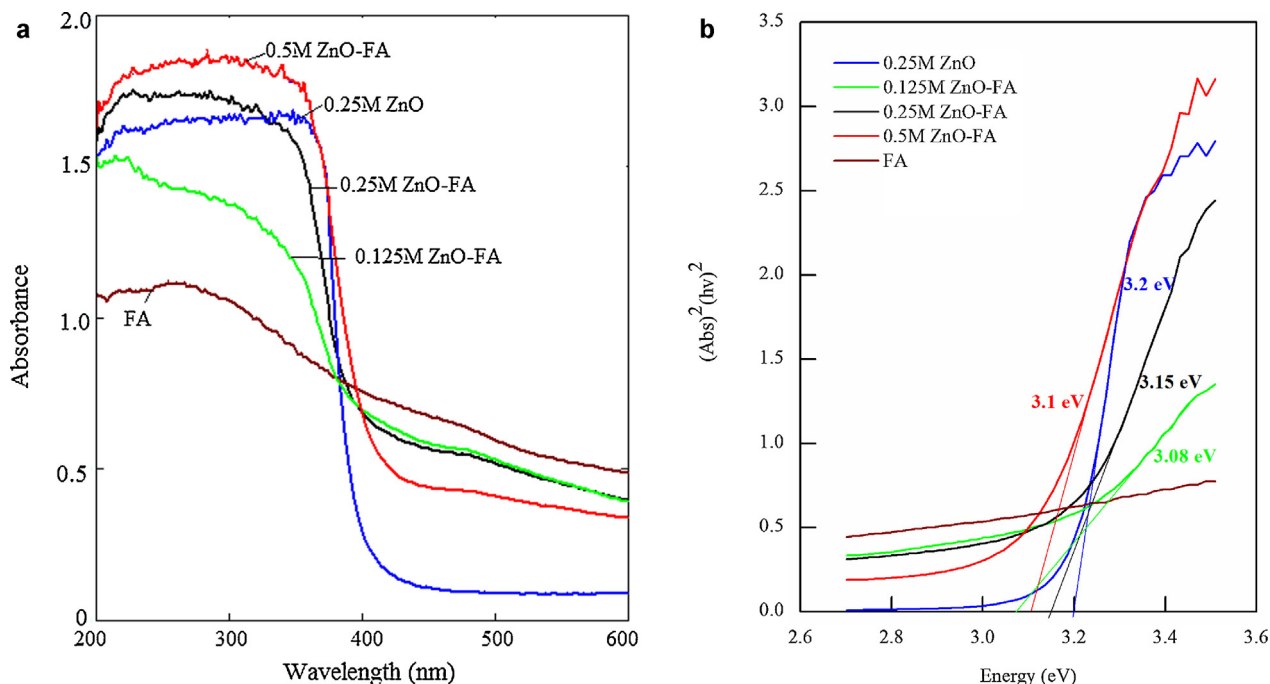 a
2.0
1.5
1.0
0.5
0
200
300
400
500
600
Absorbance
Wavelength (nm)
0.5M ZnO-FA
0.25M ZnO
0.25M ZnO-FA
0.125M ZnO-FA
FA
b
3.5
3.0
2.5
2.0
1.5
1.0
0.5
0.0
2.6
2.8
3.0
3.2
3.4
3.6
(Abs)²(hν)²
Energy (eV)
0.25M ZnO
0.125M ZnO-FA
0.25M ZnO-FA
0.5M ZnO-FA
FA
3.2 eV
3.15 eV
3.1 eV
3.08 eV